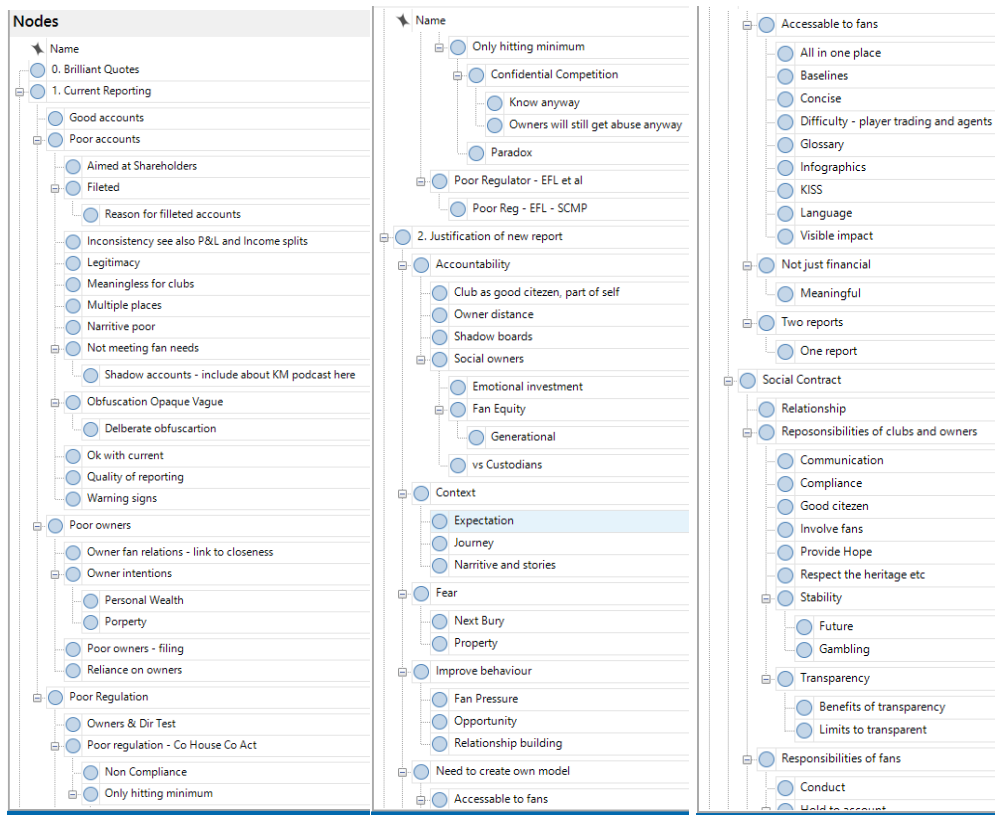 Nodes
Name
0. Brilliant Quotes
1. Current Reporting
Good accounts
Poor accounts
Aimed at Shareholders
Fileted
Reason for filleted accounts
Inconsistency see also P&L and Income splits
Legitimacy
Meaningless for clubs
Multiple places
Narritive poor
Not meeting fan needs
Shadow accounts - include about KM podcast here
Obfuscation Opaque Vague
Deliberate obfuscartion
Ok with current
Quality of reporting
Warning signs
Poor owners
Owner fan relations - link to closeness
Owner intentions
Personal Wealth
Porperty
Poor owners - filing
Reliance on owners
Poor Regulation
Owners & Dir Test
Poor regulation - Co House Co Act
Non Compliance
Only hitting minimum
Name
Only hitting minimum
Confidential Competition
Know anyway
Owners will still get abuse anyway
Paradox
Poor Regulator - EFL et al
Poor Reg - EFL - SCMP
2. Justification of new report
Accountability
Club as good citezen, part of self
Owner distance
Shadow boards
Social owners
Emotional investment
Fan Equity
Generational
vs Custodians
Context
Expectation
Journey
Narritive and stories
Fear
Next Bury
Property
Improve behaviour
Fan Pressure
Opportunity
Relationship building
Need to create own model
Accessable to fans
Accessable to fans
All in one place
Baselines
Concise
Difficulty - player trading and agents
Glossary
Infographics
KISS
Language
Visible impact
Not just financial
Meaningful
Two reports
One report
Social Contract
Relationship
Reposonsibilities of clubs and owners
Communication
Compliance
Good citezen
Involve fans
Provide Hope
Respect the heritage etc
Stability
Future
Gambling
Transparency
Benefits of transparency
Limits to transparent
Responsibilities of fans
Conduct
Hold to account